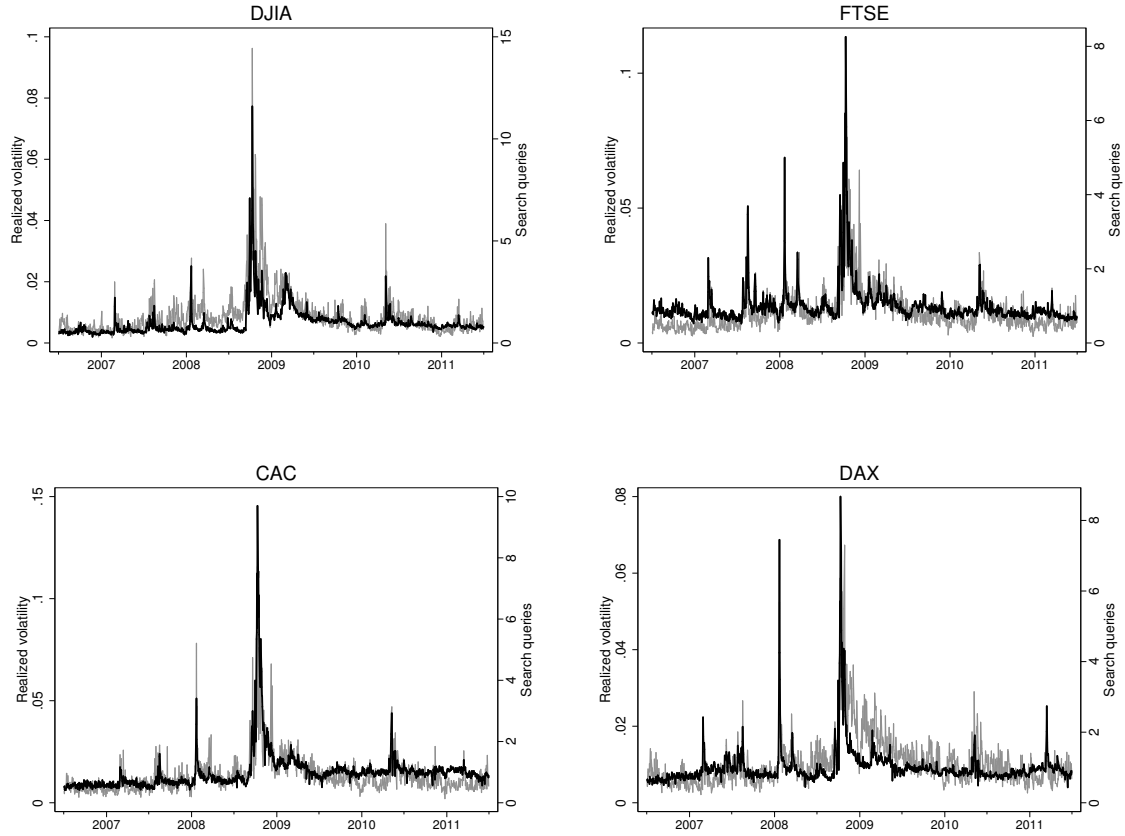 DJIA
Realized volatility
0 .02 .04 .06 .08 .1
Search queries
0 5 10 15
2007 2008 2009 2010 2011
FTSE
Realized volatility
0 .05 .1
Search queries
0 2 4 6 8
2007 2008 2009 2010 2011
CAC
Realized volatility
0 .05 .1 .15
Search queries
0 2 4 6 8 10
2007 2008 2009 2010 2011
DAX
Realized volatility
0 .02 .04 .06 .08
Search queries
0 2 4 6 8
2007 2008 2009 2010 2011